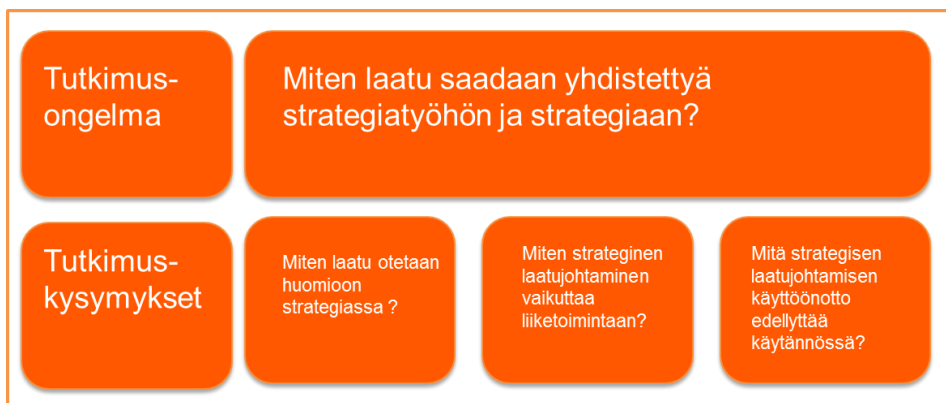 Tutkimus-
ongelma
Miten laatu saadaan yhdistettyä
strategiatyöhön ja strategiaan?
Tutkimus-
kysymykset
Miten laatu otetaan
huomioon
strategiassa ?
Miten strateginen
laatujohtaminen
vaikuttaa
liiketoimintaan?
Mitä strategisen
laatujohtamisen
käyttöönotto
edellyttää
käytännössä?